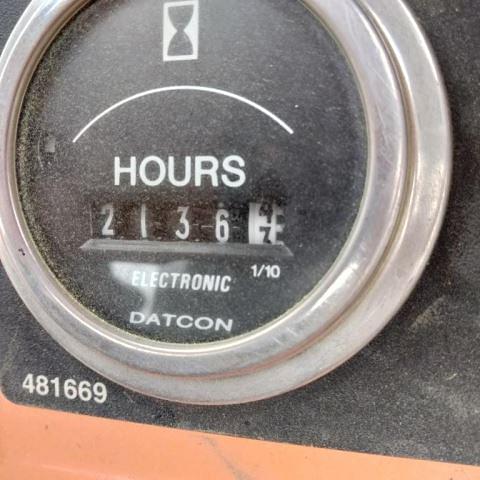 HOURS
2136
1/10
ELECTRONIC
DATCON
481669